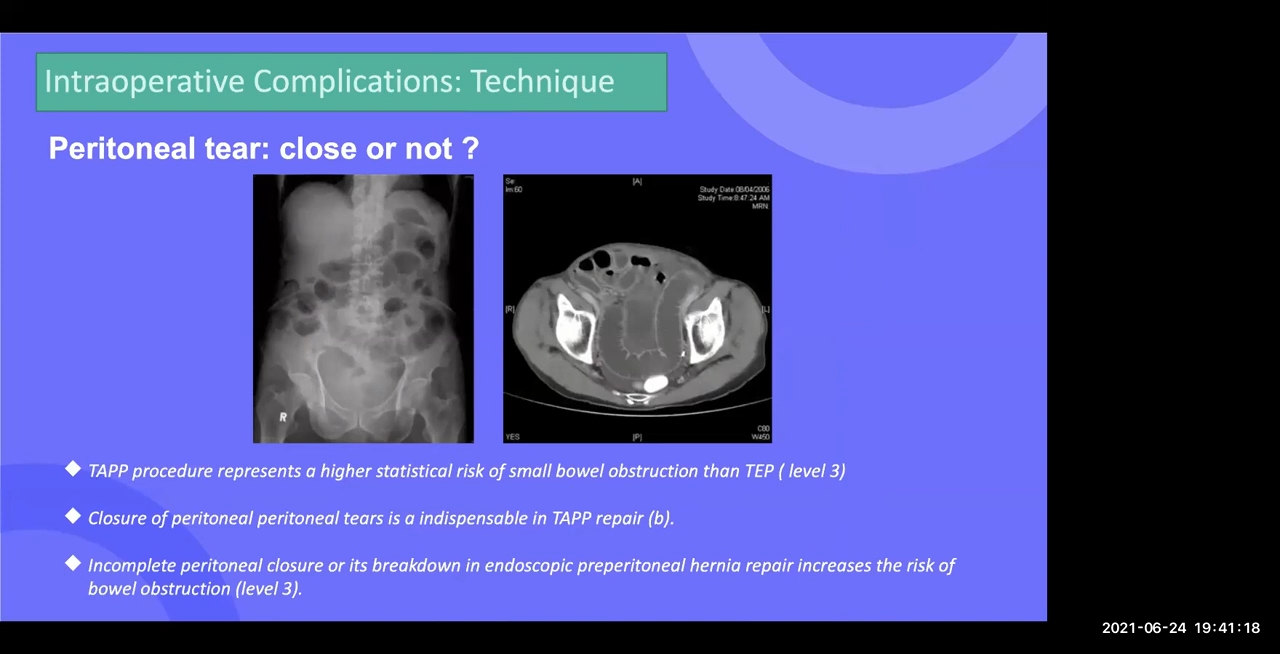 Intraoperative Complications: Technique
Peritoneal tear: close or not ?
R
Se:
Im:60
[A]
Study Date:08/04/2006
Study Time:8:47:24 AM
MRN
[R]
[L]
YES
[P]
C80
W450
TAPP procedure represents a higher statistical risk of small bowel obstruction than TEP ( level 3)
Closure of peritoneal peritoneal tears is a indispensable in TAPP repair (b).
Incomplete peritoneal closure or its breakdown in endoscopic preperitoneal hernia repair increases the risk of
bowel obstruction (level 3).
2021-06-24 19:41:18